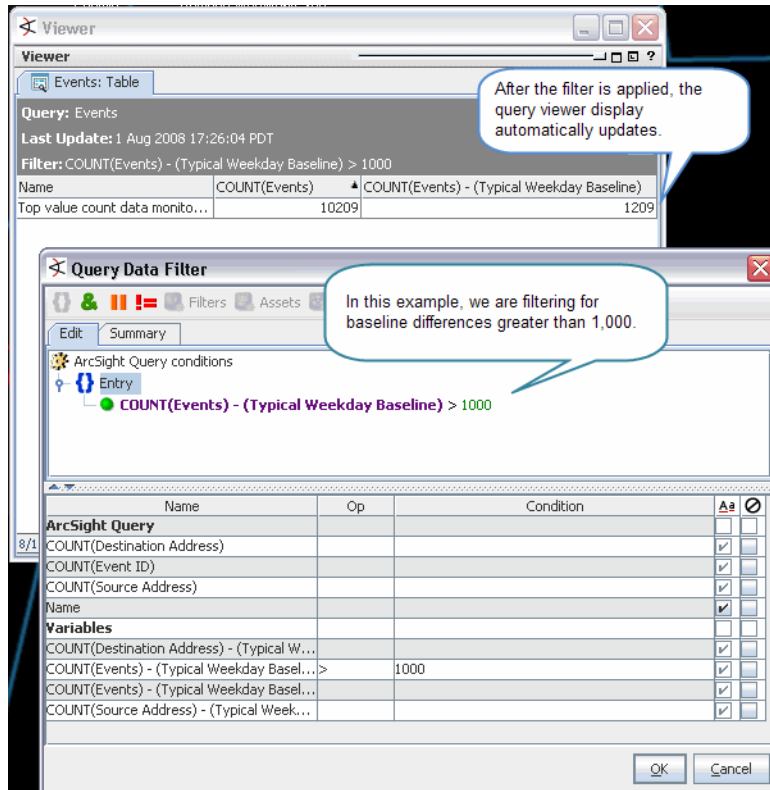 Viewer
Viewer
?
Events: Table
After the filter is applied, the
query viewer display
automatically updates.
Query: Events
Last Update: 1 Aug 2008 17:26:04 PDT
Filter: COUNT(Events) - (Typical Weekday Baseline) > 1000
Name COUNT(Events) COUNT(Events) - (Typical Weekday Baseline)
Top value count data monito... 10209 1209
Query Data Filter
& != Filters Assets
In this example, we are filtering for
baseline differences greater than 1,000.
Edit Summary
ArcSight Query conditions
{} Entry
COUNT(Events) - (Typical Weekday Baseline) > 1000
Name Op Condition Aa
ArcSight Query
8/1
COUNT(Destination Address)
COUNT(Event ID)
COUNT(Source Address)
Name
Variables
COUNT(Destination Address) - (Typical W...
COUNT(Events) - (Typical Weekday Basel... > 1000
COUNT(Events) - (Typical Weekday Basel...
COUNT(Source Address) - (Typical Week...
OK Cancel